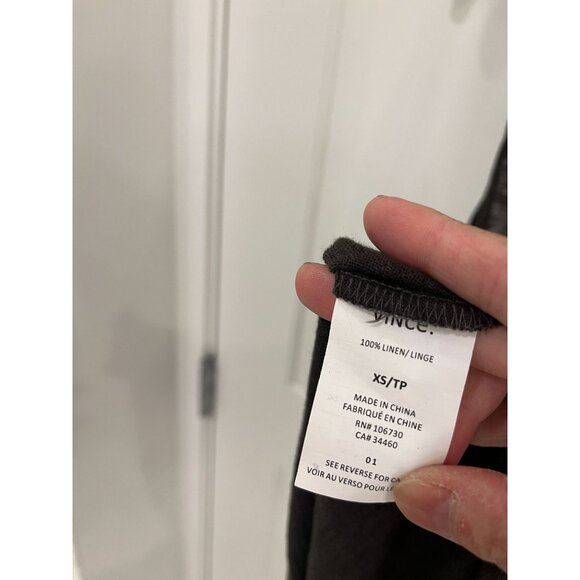 VINCE.
100% LINEN/ LINGE
XS/TP
MADE IN CHINA
FABRIQUÉ EN CHINE
RN# 106730
CA# 34460
01
SEE REVERSE FOR
VOIR AU VERSO POUR